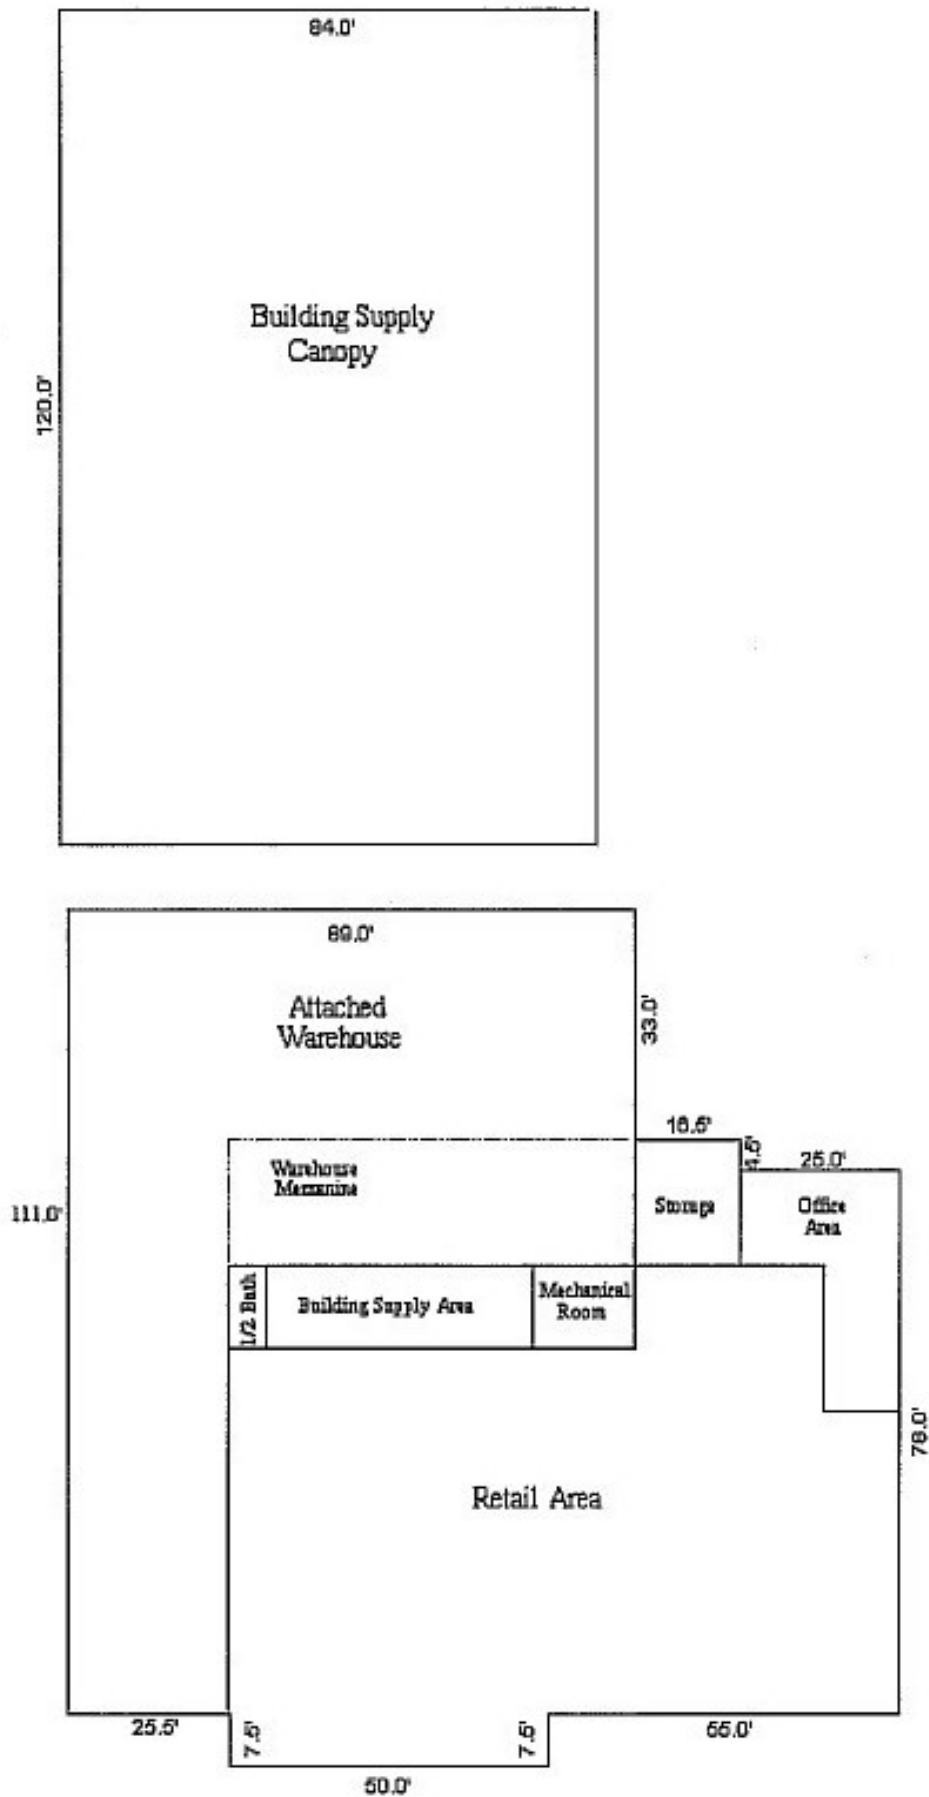 84.0'
Building Supply
Canopy
120.0'
89.0'
Attached
Warehouse
33.0'
16.5'
4.5'
25.0'
Warehouse
Mezzanine
111.0'
Storage
Office
Area
1/2 Bath
Building Supply Area
Mechanical
Room
78.0'
Retail Area
25.5'
7.5'
7.5'
55.0'
50.0'